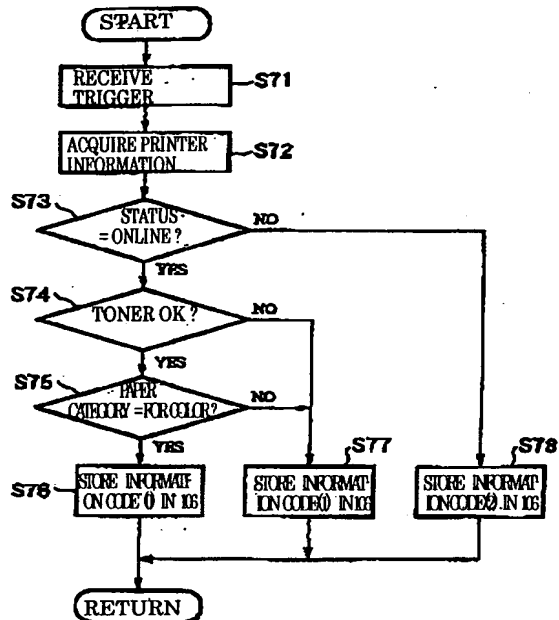 START
RECEIVE
TRIGGER
S71
ACQUIRE PRINTER
INFORMATION
S72
S73
STATUS
= ONLINE ?
NO
YES
S74
TONER OK ?
NO
YES
S75
PAPER
CATEGORY = FOR COLOR?
NO
YES
S76
STORE INFORMATI
ON CODE IN 106
S77
STORE INFORMAT
ION CODE(1) IN 106
S78
STORE INFORMAT
ION CODE(2). IN 106
RETURN